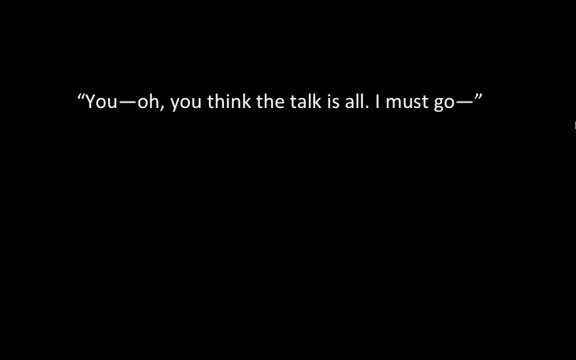 “You—oh, you think the talk is all. I must go—”